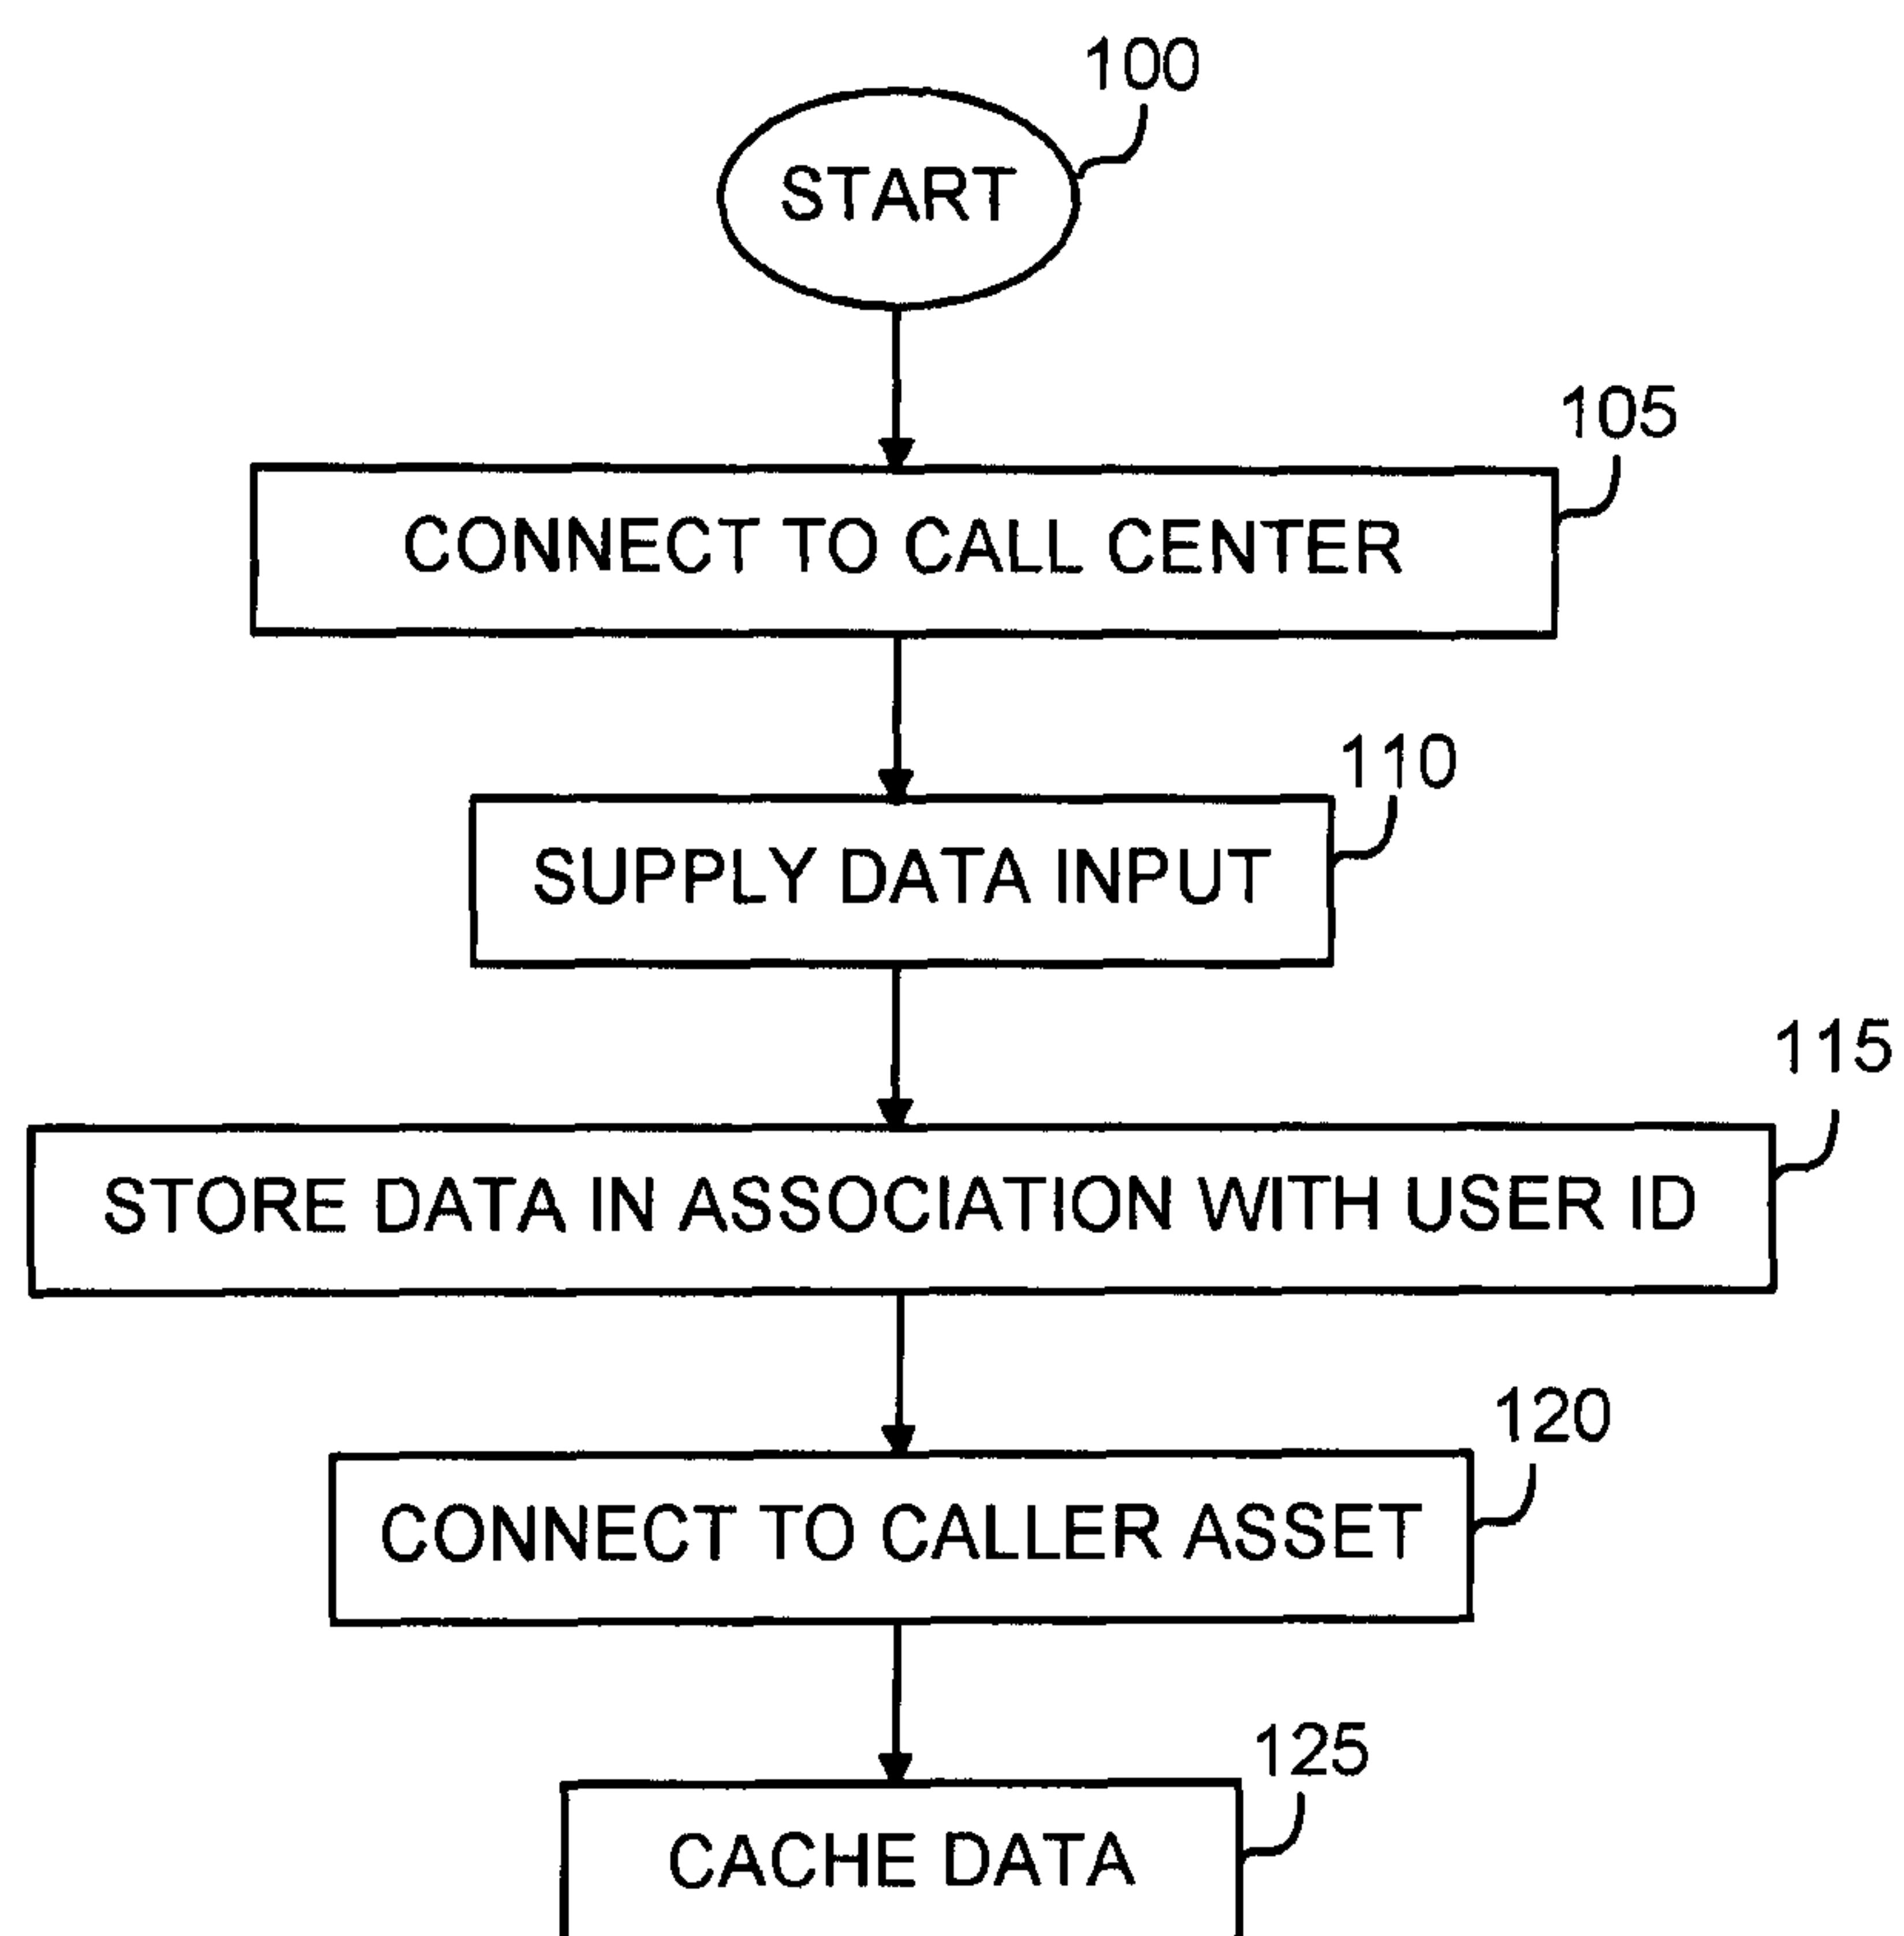 100
START
105
CONNECT TO CALL CENTER
110
SUPPLY DATA INPUT
115
STORE DATA IN ASSOCIATION WITH USER ID
120
CONNECT TO CALLER ASSET
125
CACHE DATA